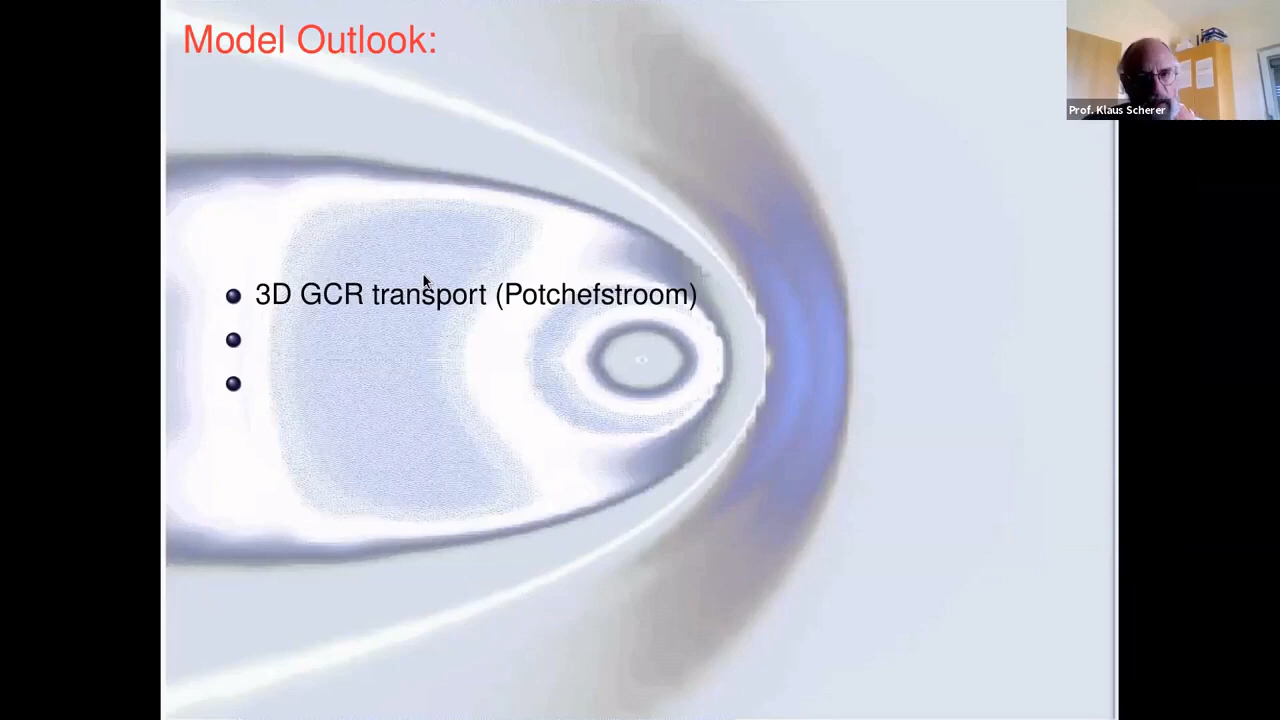 Model Outlook:
Prof. Klaus Scherer
3D GCR transport (Potchefstroom)